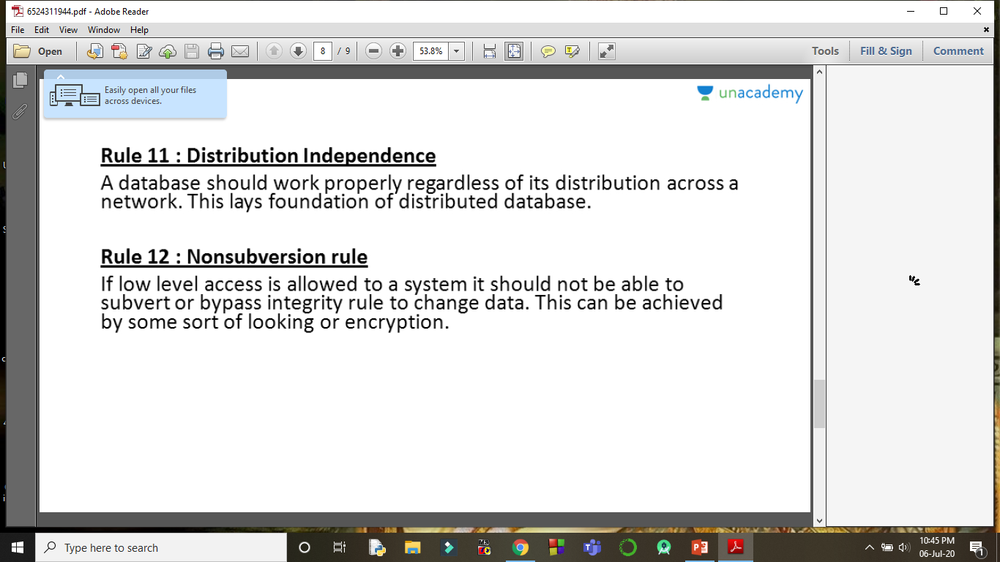 6524311944.pdf - Adobe Reader
File Edit View Window Help
Open 8 / 9 53.8% Tools Fill & Sign Comment
Easily open all your files
across devices.
unacademy
Rule 11 : Distribution Independence
A database should work properly regardless of its distribution across a
network. This lays foundation of distributed database.
Rule 12 : Nonsubversion rule
If low level access is allowed to a system it should not be able to
subvert or bypass integrity rule to change data. This can be achieved
by some sort of looking or encryption.
Type here to search
10:45 PM
06-Jul-20
1